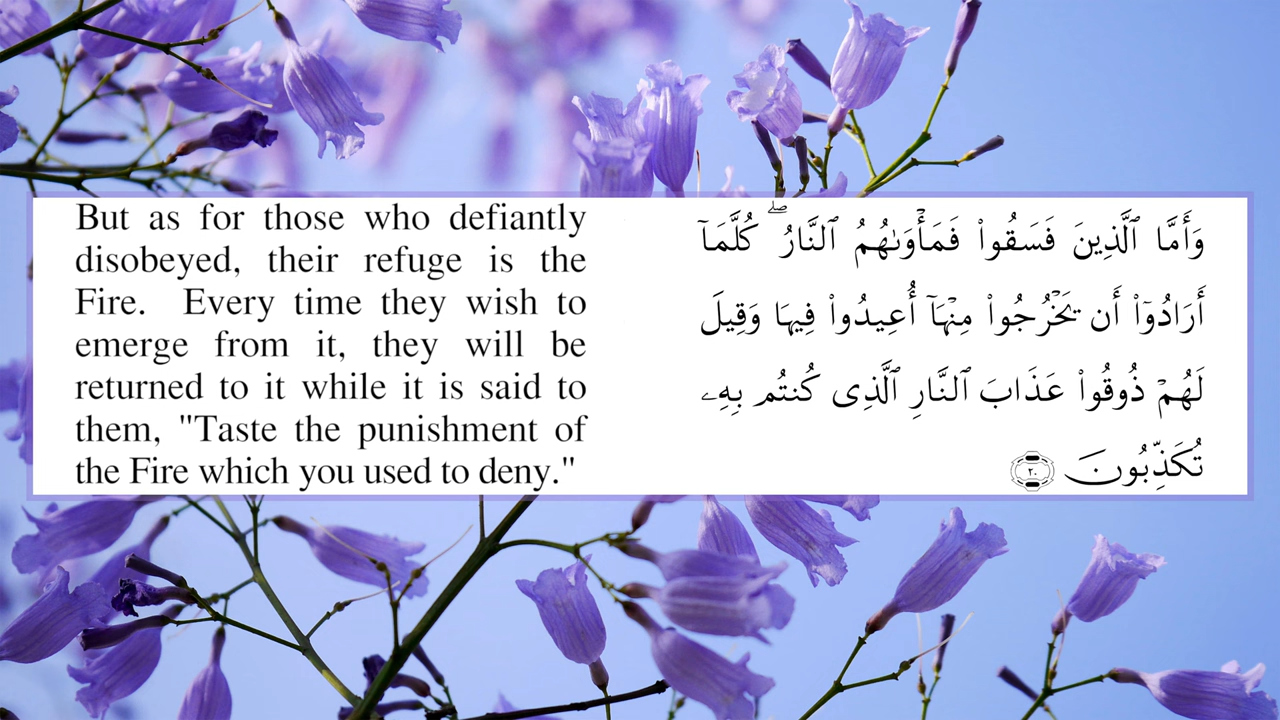 But as for those who defiantly
disobeyed, their refuge is the
Fire. Every time they wish to
emerge from it, they will be
returned to it while it is said to
them, "Taste the punishment of
the Fire which you used to deny."
وَأَمَّا ٱلَّذِينَ فَسَقُوا۟ فَمَأْوَىٰهُمُ ٱلنَّارُ ۖ كُلَّمَآ
أَرَادُوٓا۟ أَن يَخْرُجُوا۟ مِنْهَآ أُعِيدُوا۟ فِيهَا وَقِيلَ
لَهُمْ ذُوقُوا۟ عَذَابَ ٱلنَّارِ ٱلَّذِى كُنتُم بِهِۦ
تُكَذِّبُونَ ٢٠